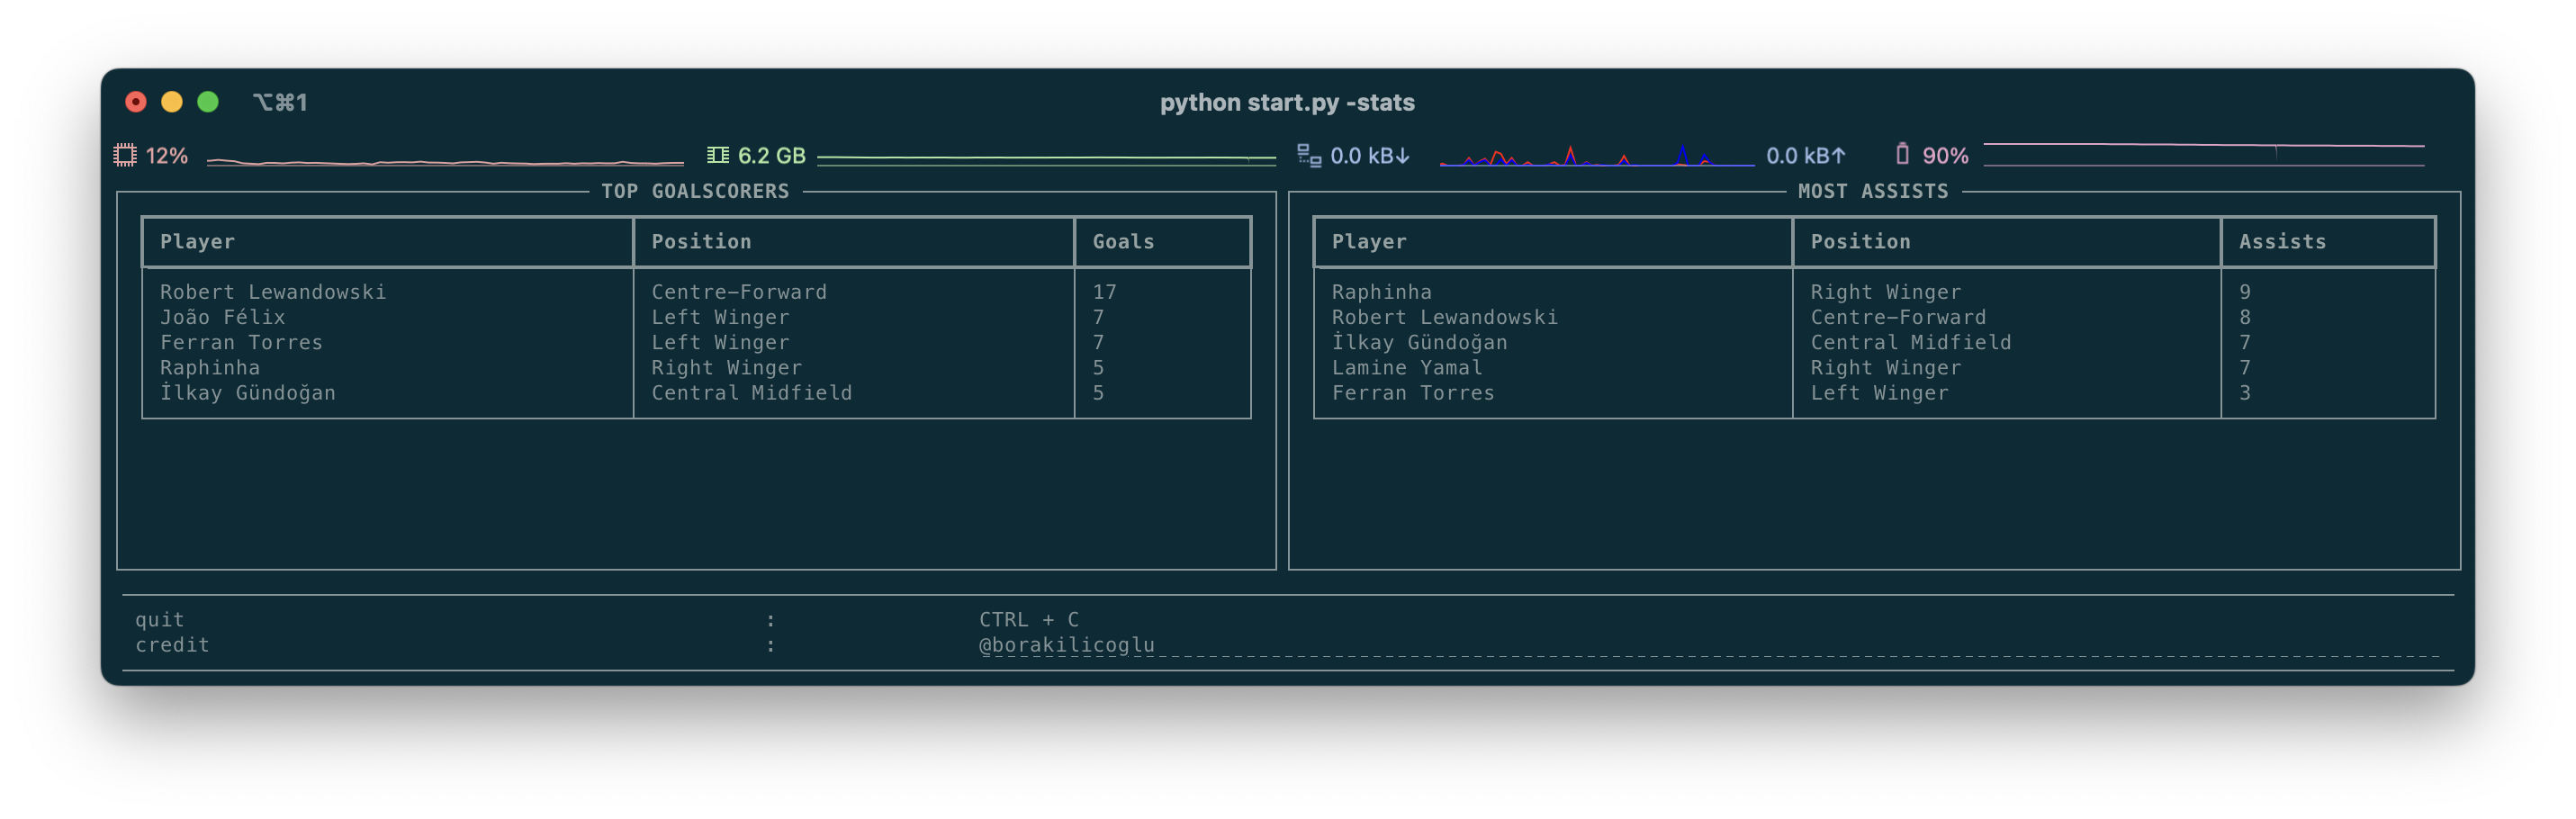 ⌥⌘1 python start.py -stats
12% 6.2 GB 0.0 kB↓ 0.0 kB↑ 90%
TOP GOALSCORERS
Player Position Goals
Robert Lewandowski Centre-Forward 17
João Félix Left Winger 7
Ferran Torres Left Winger 7
Raphinha Right Winger 5
İlkay Gündoğan Central Midfield 5
MOST ASSISTS
Player Position Assists
Raphinha Right Winger 9
Robert Lewandowski Centre-Forward 8
İlkay Gündoğan Central Midfield 7
Lamine Yamal Right Winger 7
Ferran Torres Left Winger 3
quit : CTRL + C
credit : @borakilicoglu